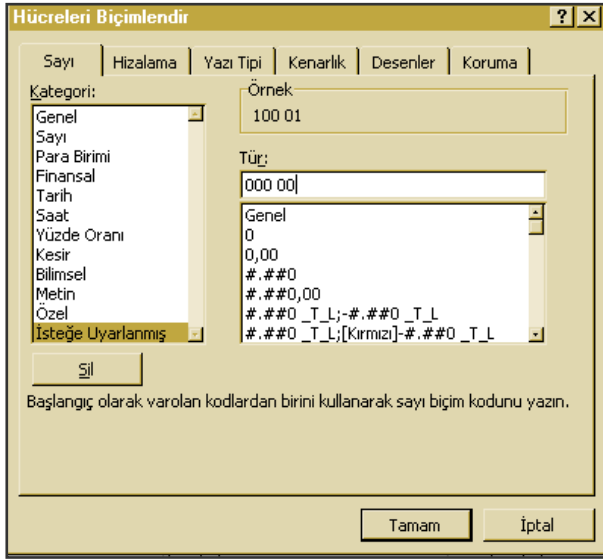 Hücreleri Biçimlendir
Sayı Hizalama Yazı Tipi Kenarlık Desenler Koruma
Kategori:
Genel
Sayı
Para Birimi
Finansal
Tarih
Saat
Yüzde Oranı
Kesir
Bilimsel
Metin
Özel
İsteğe Uyarlanmış
Örnek
100 01
Tür:
000 00
Genel
0
0,00
#.##0
#.##0,00
#.##0 _T_L;-#.##0 _T_L
#.##0 _T_L;[Kırmızı]-#.##0 _T_L
Sil
Başlangıç olarak varolan kodlardan birini kullanarak sayı biçim kodunu yazın.
Tamam İptal